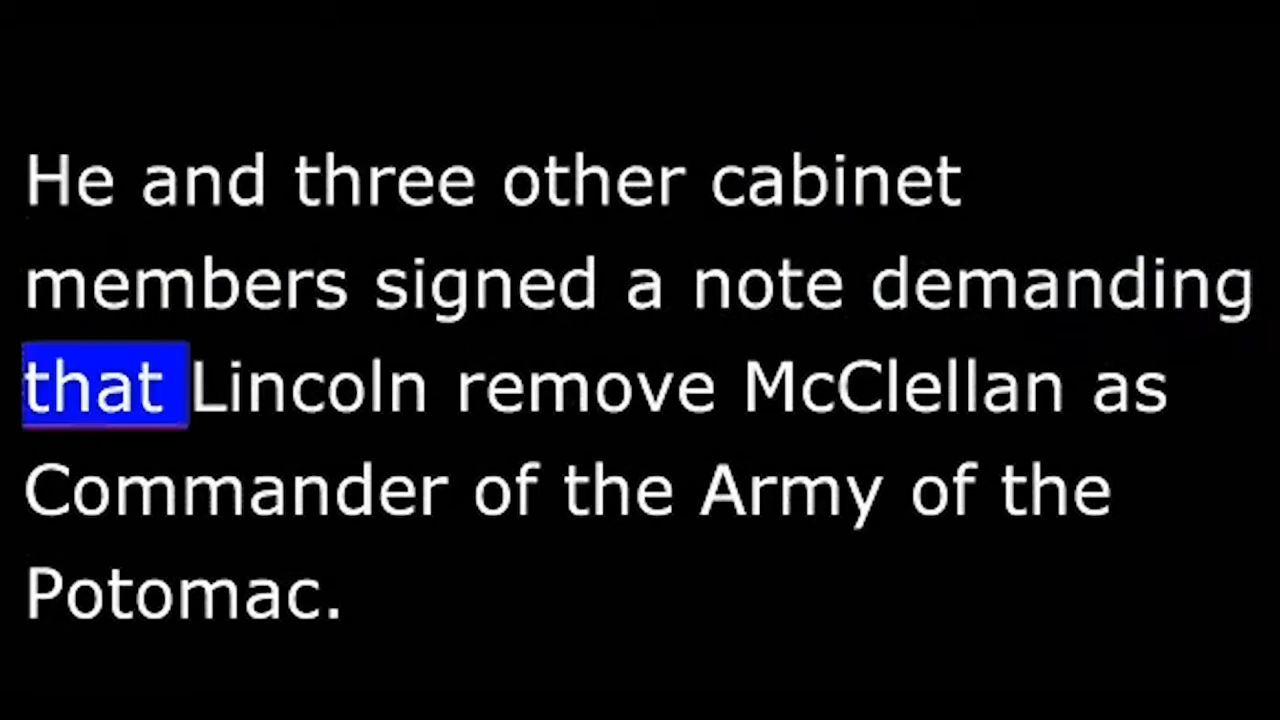 He and three other cabinet
members signed a note demanding
that Lincoln remove McClellan as
Commander of the Army of the
Potomac.